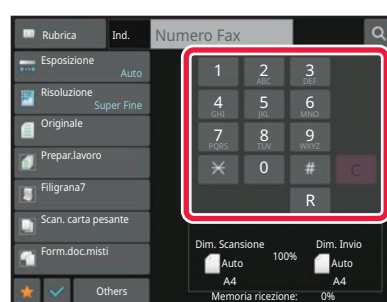 Rubrica
Ind.
Numero Fax
Esposizione
Auto
Risoluzione
Super Fine
Originale
Prepar.lavoro
Filigrana7
Scan. carta pesante
Form.doc.misti
Others
1 2 3
ABC DEF
4 5 6
GHI JKL MNO
7 8 9
PQRS TUV WXYZ
0 # C
R
Dim. Scansione Dim. Invio
Auto 100% Auto
A4 A4
Memoria ricezione: 0%